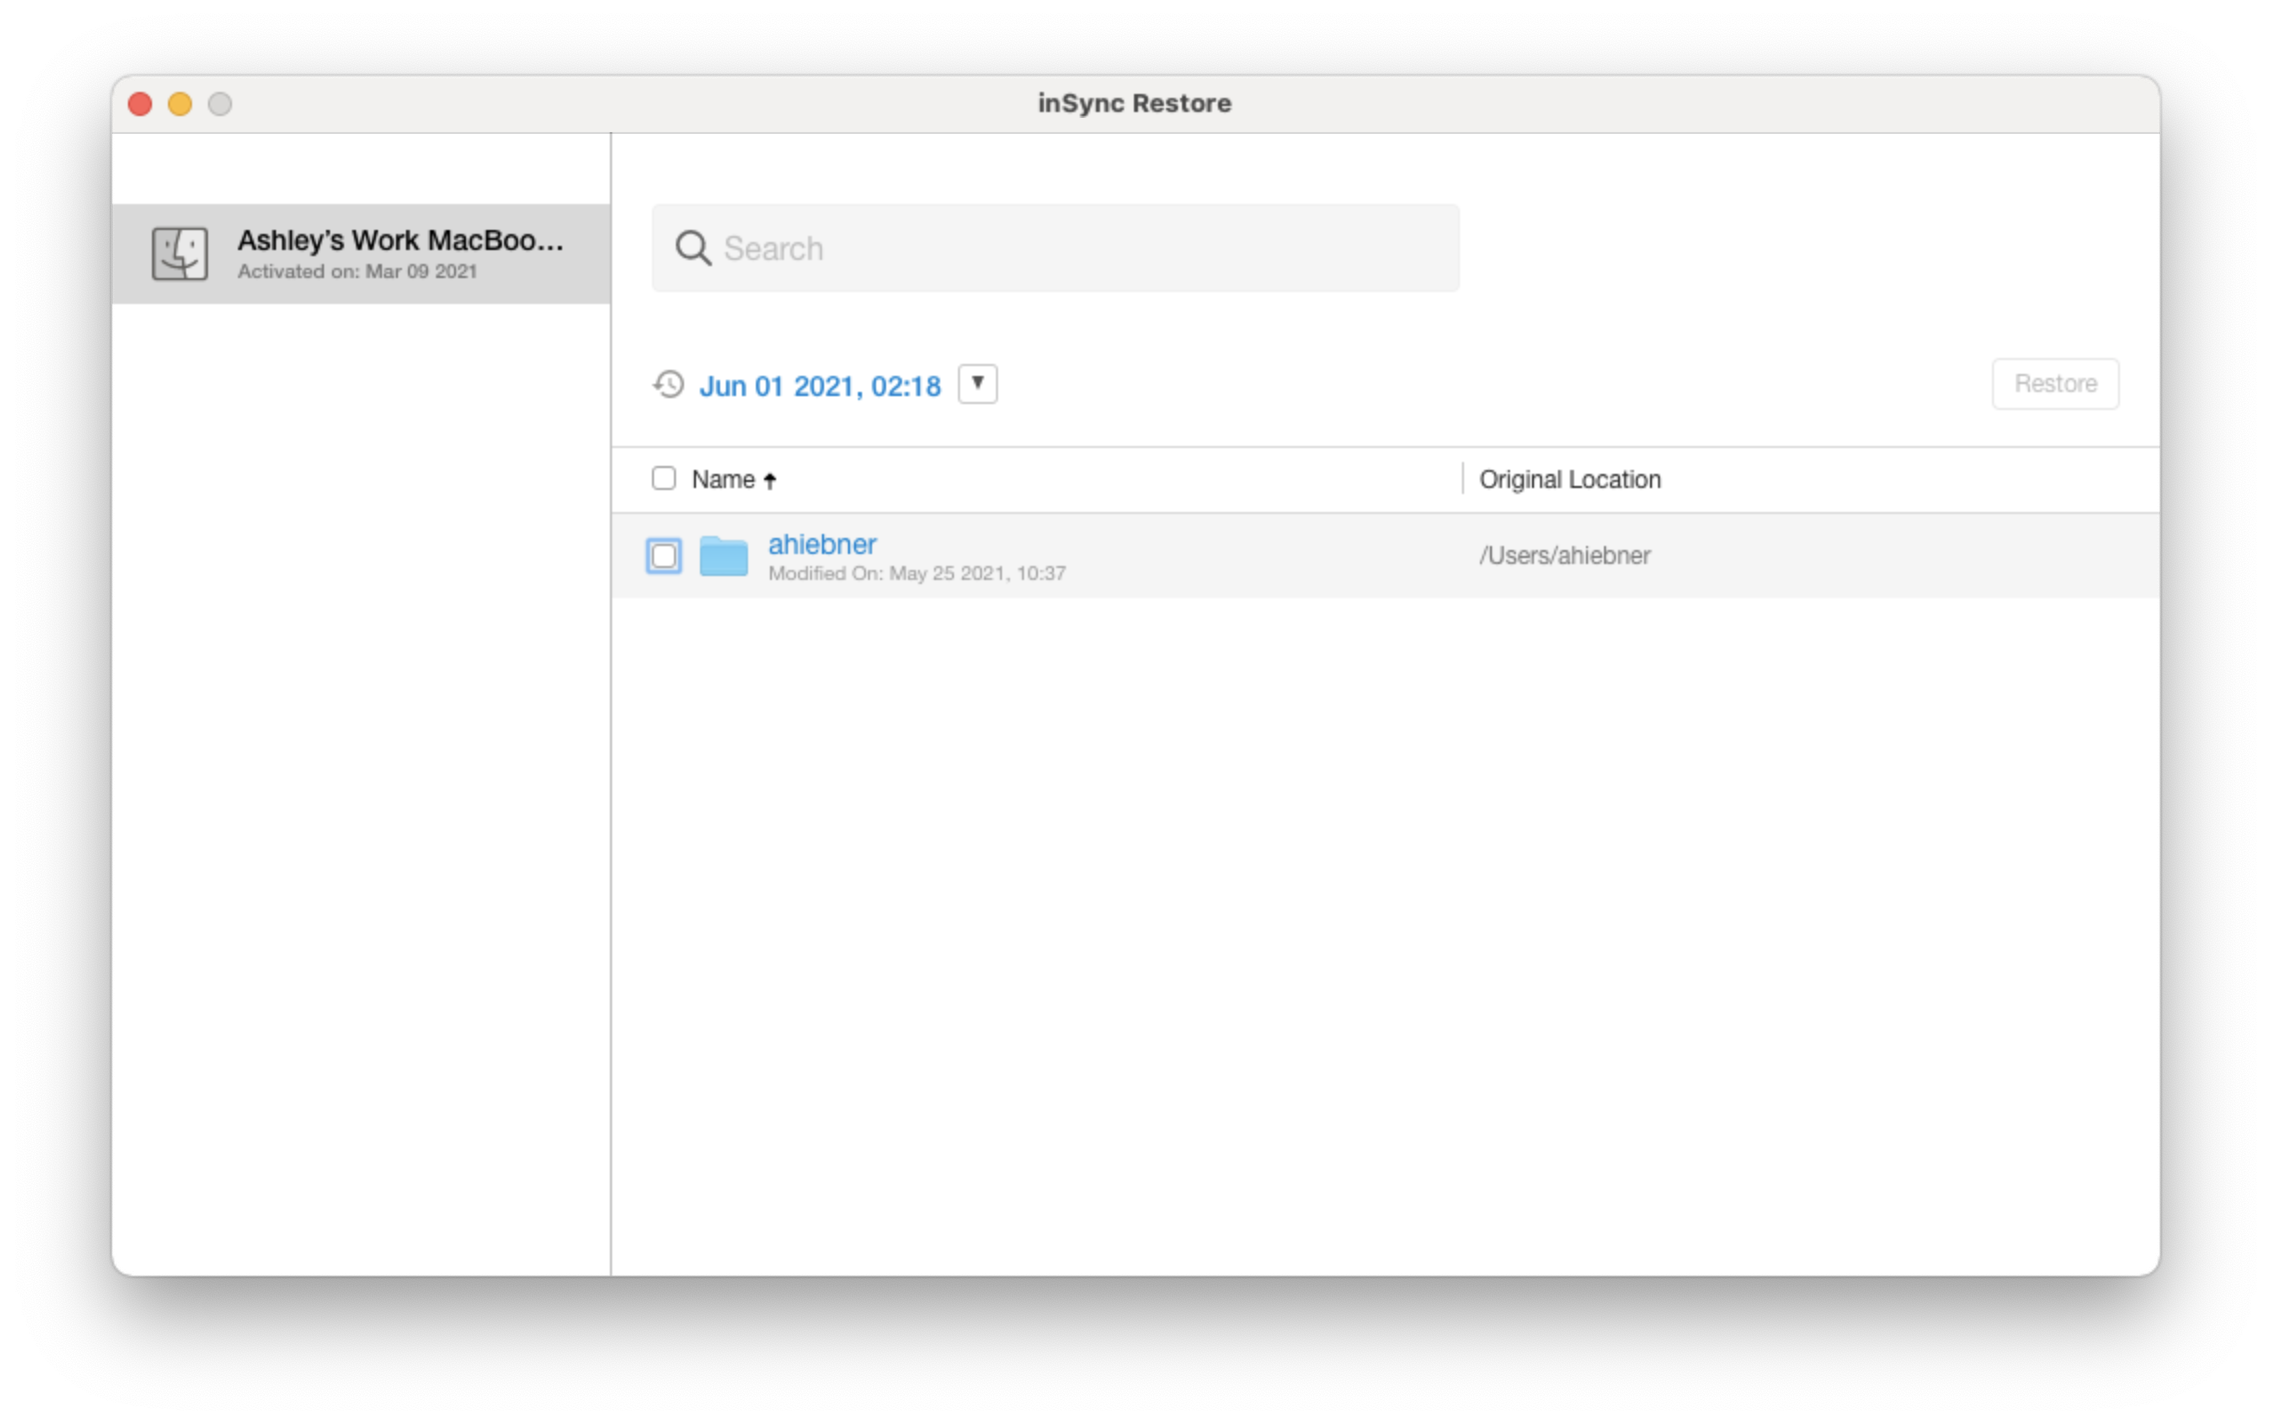 inSync Restore
Ashley’s Work MacBoo...
Activated on: Mar 09 2021
Search
Jun 01 2021, 02:18
Restore
Name
Original Location
ahiebner
/Users/ahiebner
Modified On: May 25 2021, 10:37